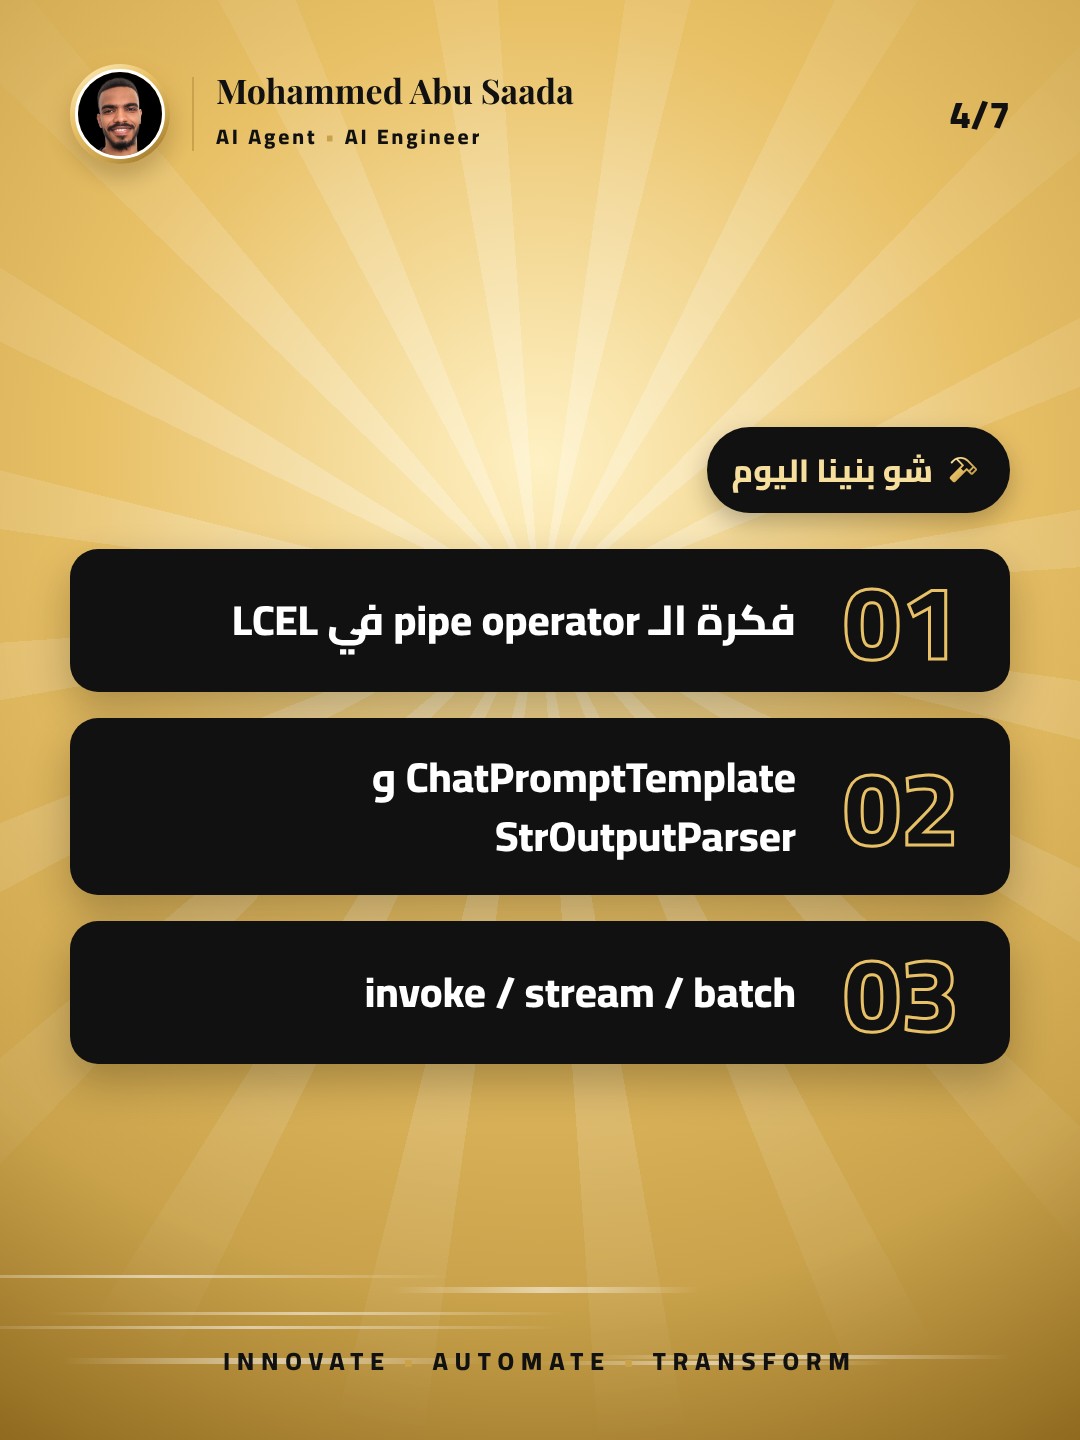 Mohammed Abu Saada
AI Agent ▪ AI Engineer
4/7
شو بنينا اليوم
01
فكرة الـ pipe operator في LCEL
02
ChatPromptTemplate و
StrOutputParser
03
invoke / stream / batch
INNOVATE ▪ AUTOMATE ▪ TRANSFORM